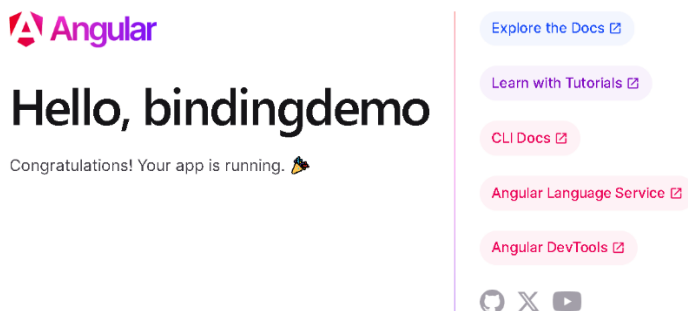 Angular
Hello, bindingdemo
Congratulations! Your app is running. 🎉
Explore the Docs
Learn with Tutorials
CLI Docs
Angular Language Service
Angular DevTools